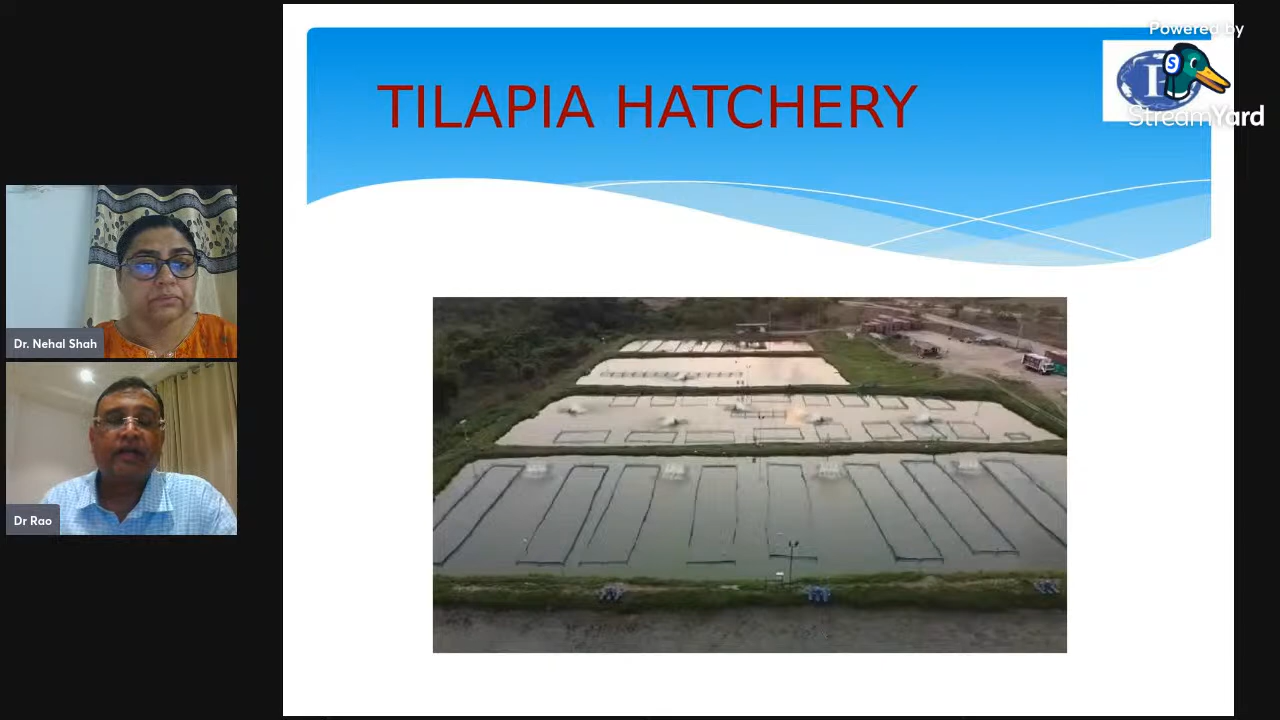 Powered by
StreamYard
TILAPIA HATCHERY
Dr. Nehal Shah
Dr Rao